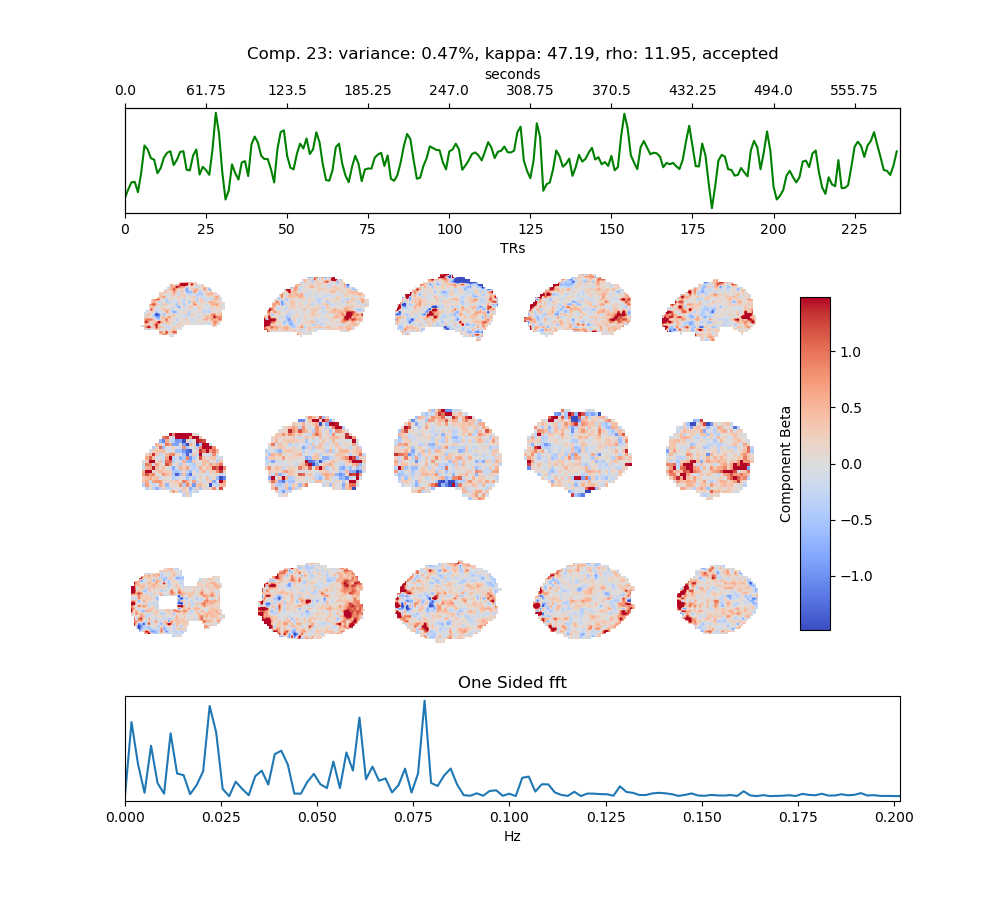 Comp. 23: variance: 0.47%, kappa: 47.19, rho: 11.95, accepted
seconds
0.0 61.75 123.5 185.25 247.0 308.75 370.5 432.25 494.0 555.75
0 25 50 75 100 125 150 175 200 225
TRs
1.0
0.5
0.0
−0.5
−1.0
Component Beta
One Sided fft
0.000 0.025 0.050 0.075 0.100 0.125 0.150 0.175 0.200
Hz